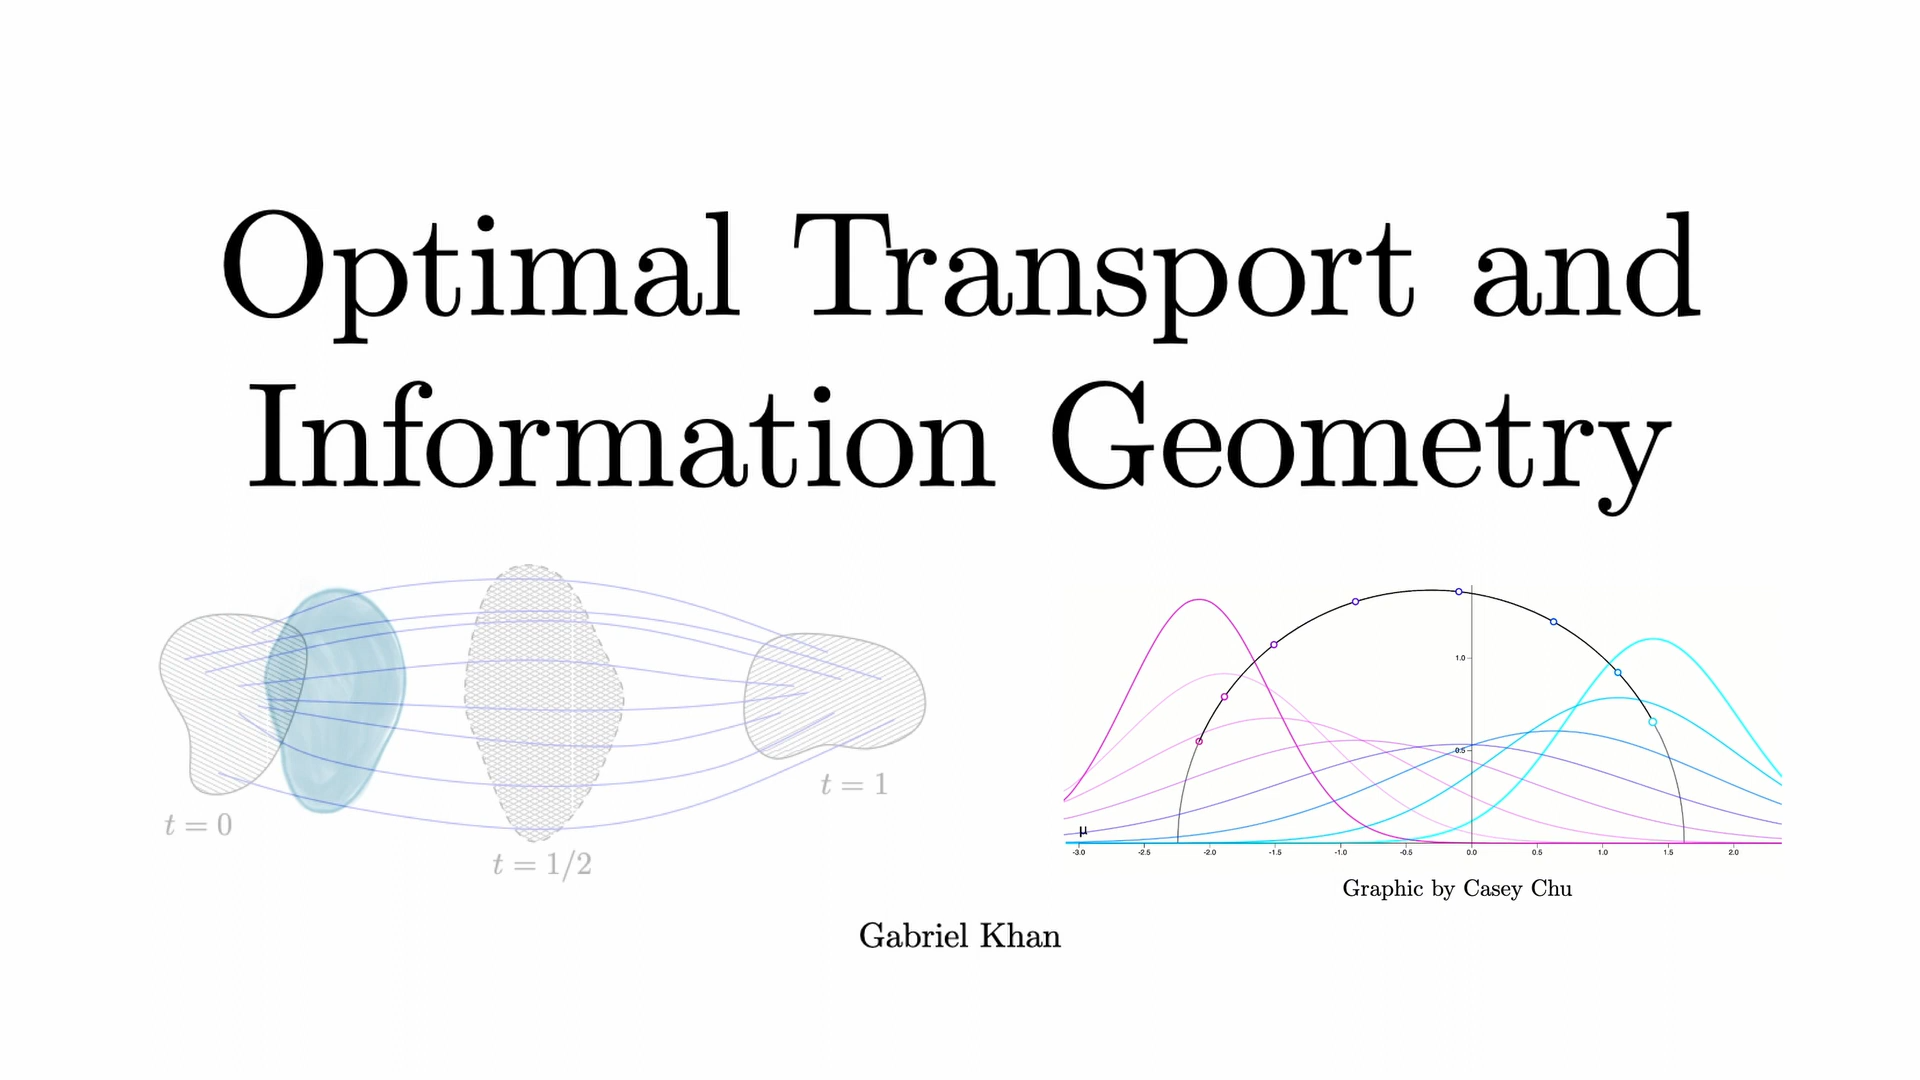 Optimal Transport and
Information Geometry
t = 0
t = 1/2
t = 1
1.0
0.5
μ
-3.0 -2.5 -2.0 -1.5 -1.0 -0.5 0.0 0.5 1.0 1.5 2.0
Graphic by Casey Chu
Gabriel Khan